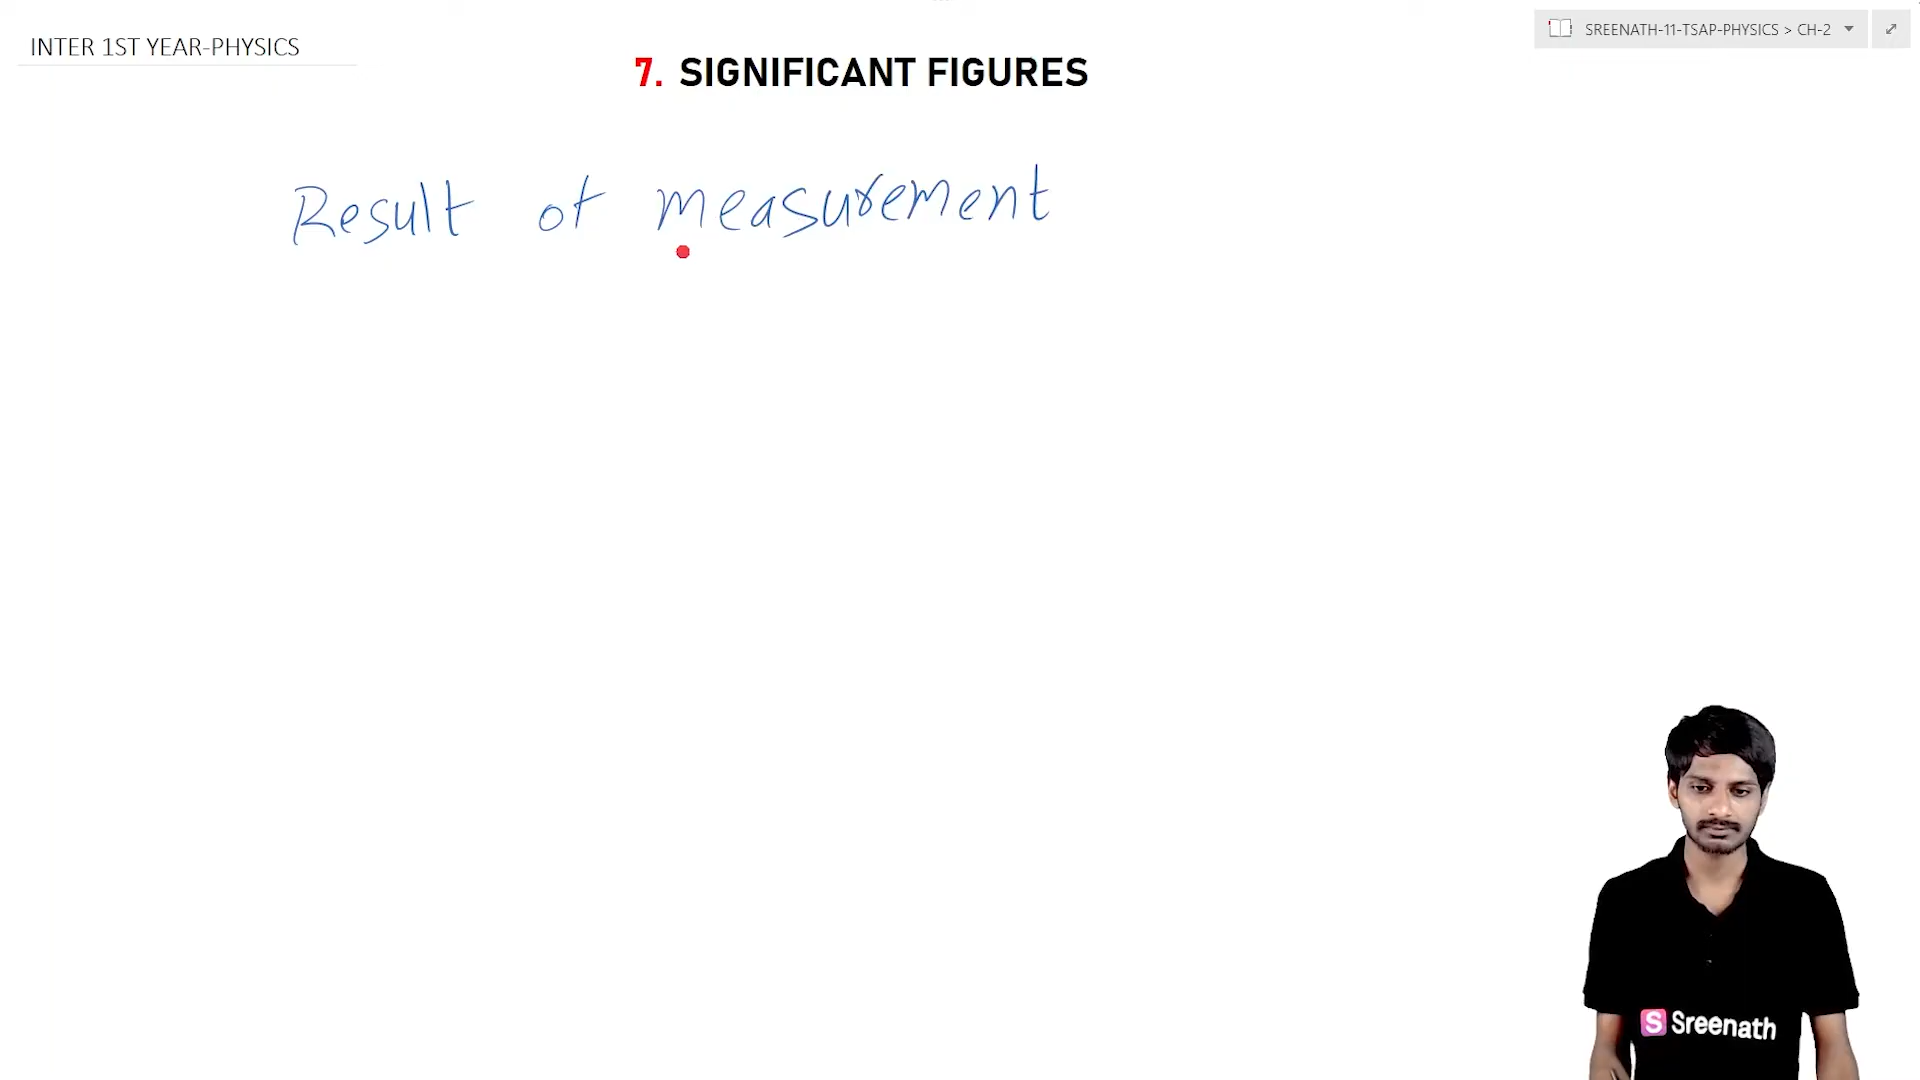 INTER 1ST YEAR-PHYSICS
SREENATH-11-TSAP-PHYSICS > CH-2
7. SIGNIFICANT FIGURES
Result of measurement
S Sreenath